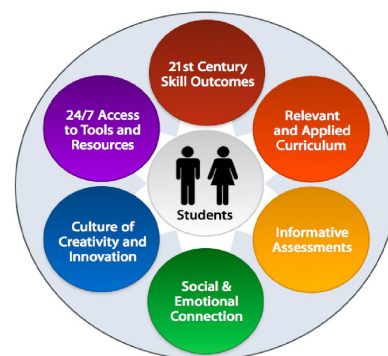 21st Century
Skill Outcomes
24/7 Access
to Tools and
Resources
Relevant
and Applied
Curriculum
Students
Culture of
Creativity and
Innovation
Informative
Assessments
Social &
Emotional
Connection